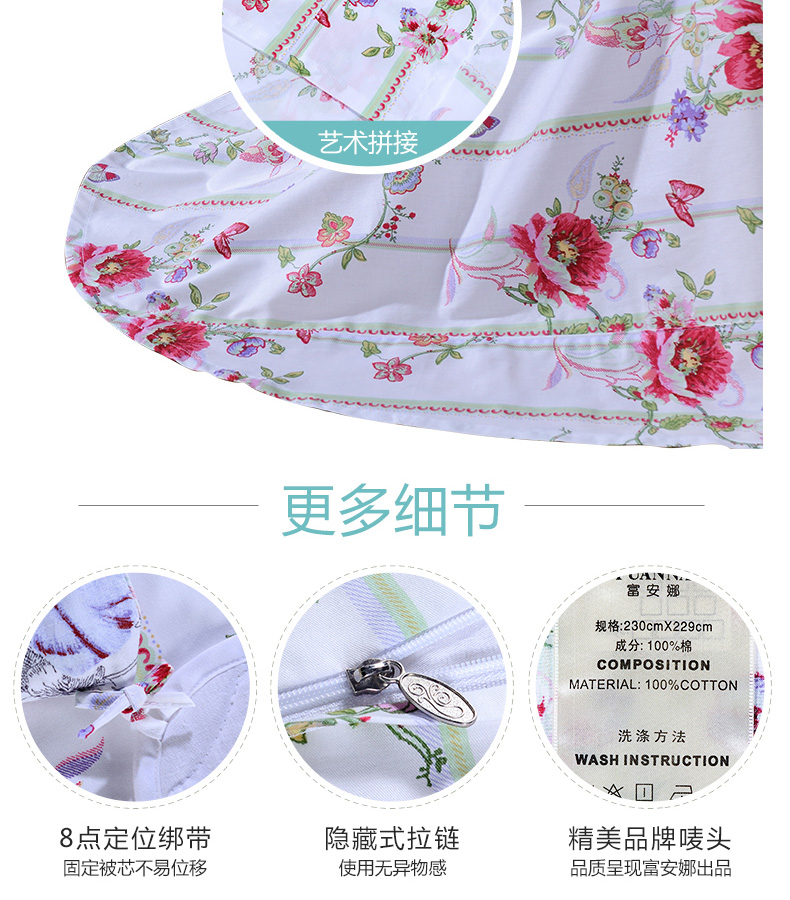 艺术拼接
更多细节
富安娜
规格:230cmX229cm
成分: 100%棉
COMPOSITION
MATERIAL: 100%COTTON
洗涤方法
WASH INSTRUCTION
8点定位绑带
固定被芯不易位移
隐藏式拉链
使用无异物感
精美品牌唛头
品质呈现富安娜出品